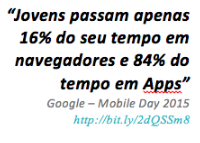 “Jovens passam apenas
16% do seu tempo em
navegadores e 84% do
tempo em Apps”
Google – Mobile Day 2015
http://bit.ly/2dQSSm8